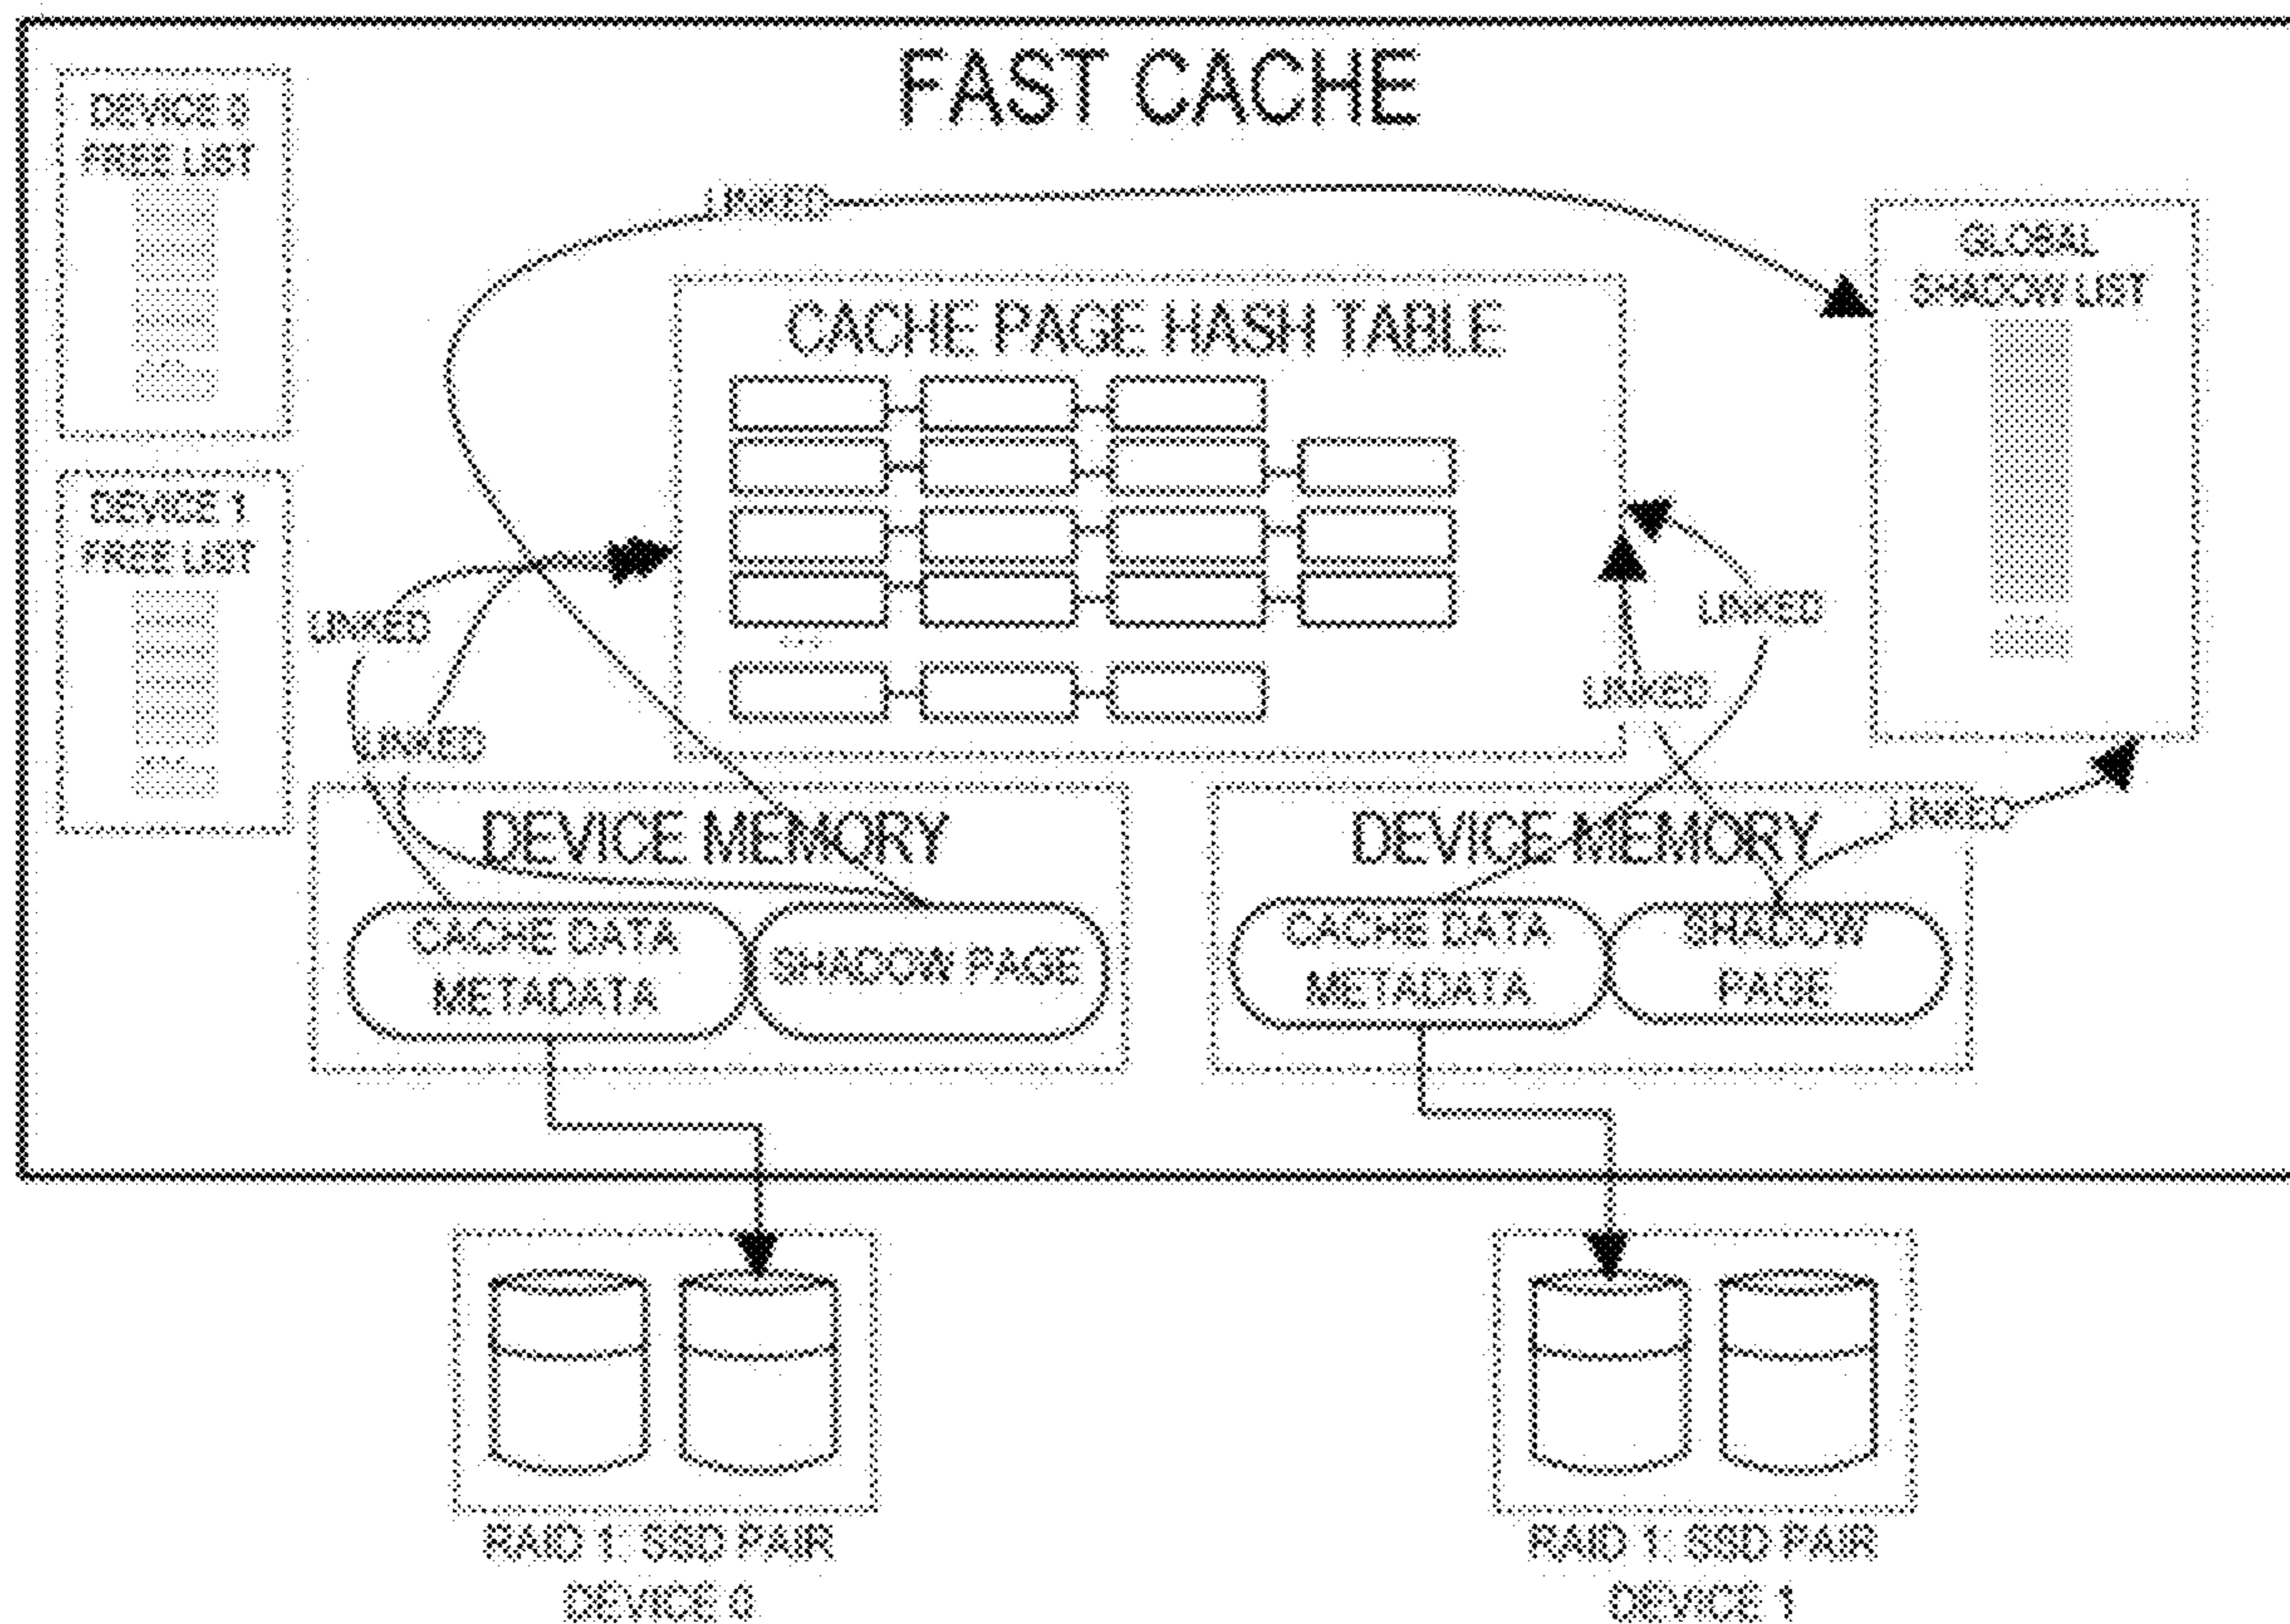 FAST CACHE
DEVICE 0
FREE LIST
LINKED
GLOBAL
SHADOW LIST
CACHE PAGE HASH TABLE
DEVICE 1
FREE LIST
LINKED
LINKED
LINKED
LINKED
DEVICE MEMORY
DEVICE MEMORY
LINKED
CACHE DATA
METADATA
SHADOW PAGE
CACHE DATA
METADATA
SHADOW
PAGE
RAID 1: SSD PAIR
DEVICE 0
RAID 1: SSD PAIR
DEVICE 1